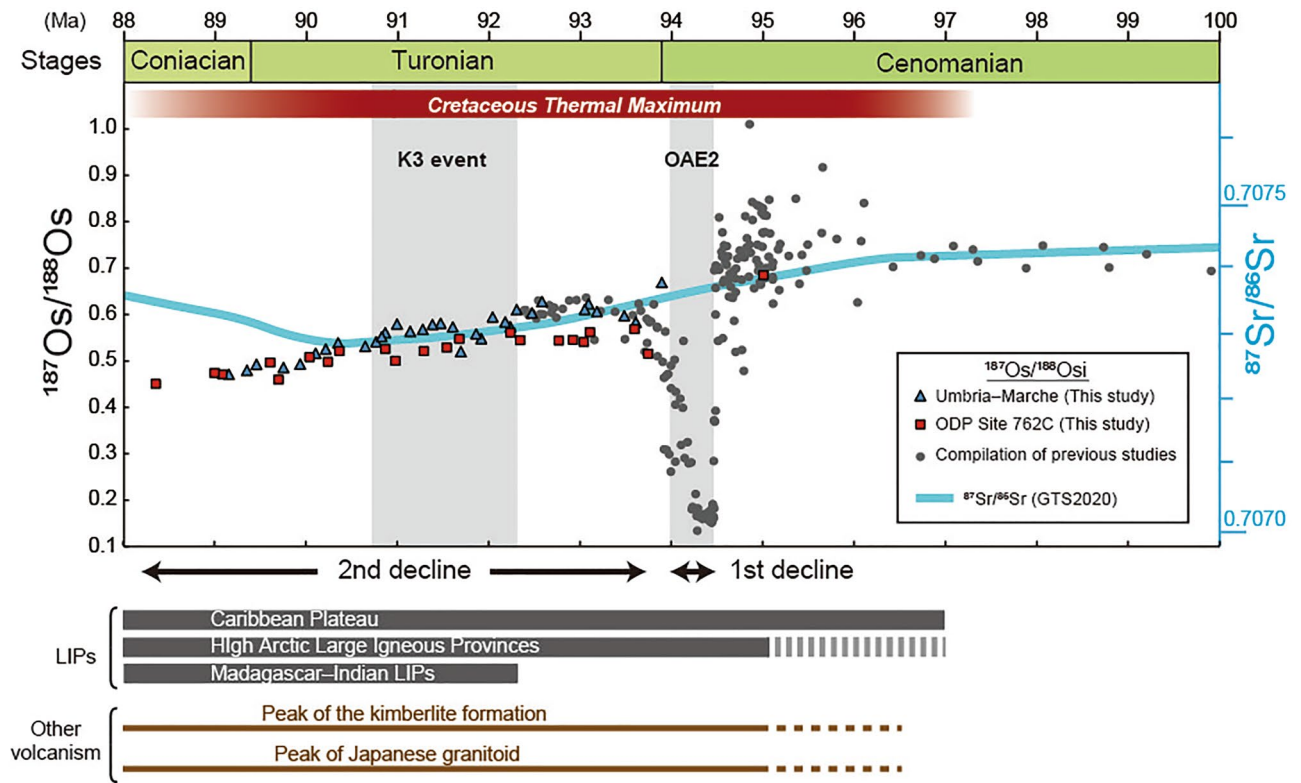 (Ma) 88 89 90 91 92 93 94 95 96 97 98 99 100
Stages Coniacian Turonian Cenomanian
Cretaceous Thermal Maximum
K3 event OAE2
187Os/188Os
1.0
0.9
0.8
0.7
0.6
0.5
0.4
0.3
0.2
0.1
87Sr/86Sr
0.7075
0.7070
187Os/188Osi
Umbria–Marche (This study)
ODP Site 762C (This study)
Compilation of previous studies
87Sr/86Sr (GTS2020)
2nd decline 1st decline
LIPs
Caribbean Plateau
HIgh Arctic Large Igneous Provinces
Madagascar–Indian LIPs
Other
volcanism
Peak of the kimberlite formation
Peak of Japanese granitoid